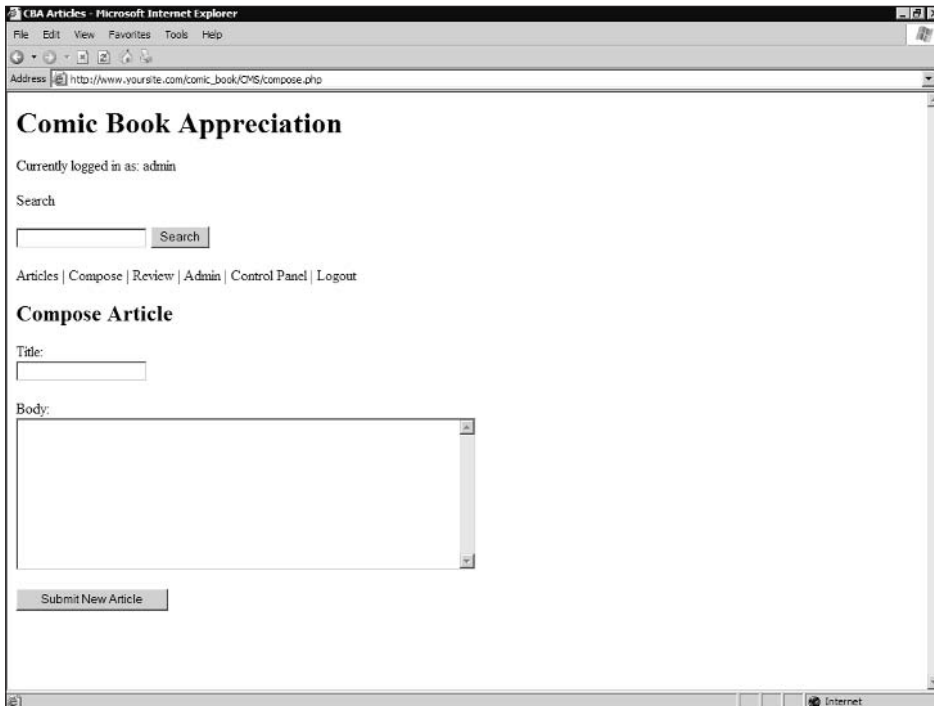 CBA Articles - Microsoft Internet Explorer
File Edit View Favorites Tools Help
Address http://www.yoursite.com/comic_book/CMS/compose.php
Comic Book Appreciation
Currently logged in as: admin
Search
Search
Articles | Compose | Review | Admin | Control Panel | Logout
Compose Article
Title:
Body:
Submit New Article
Internet